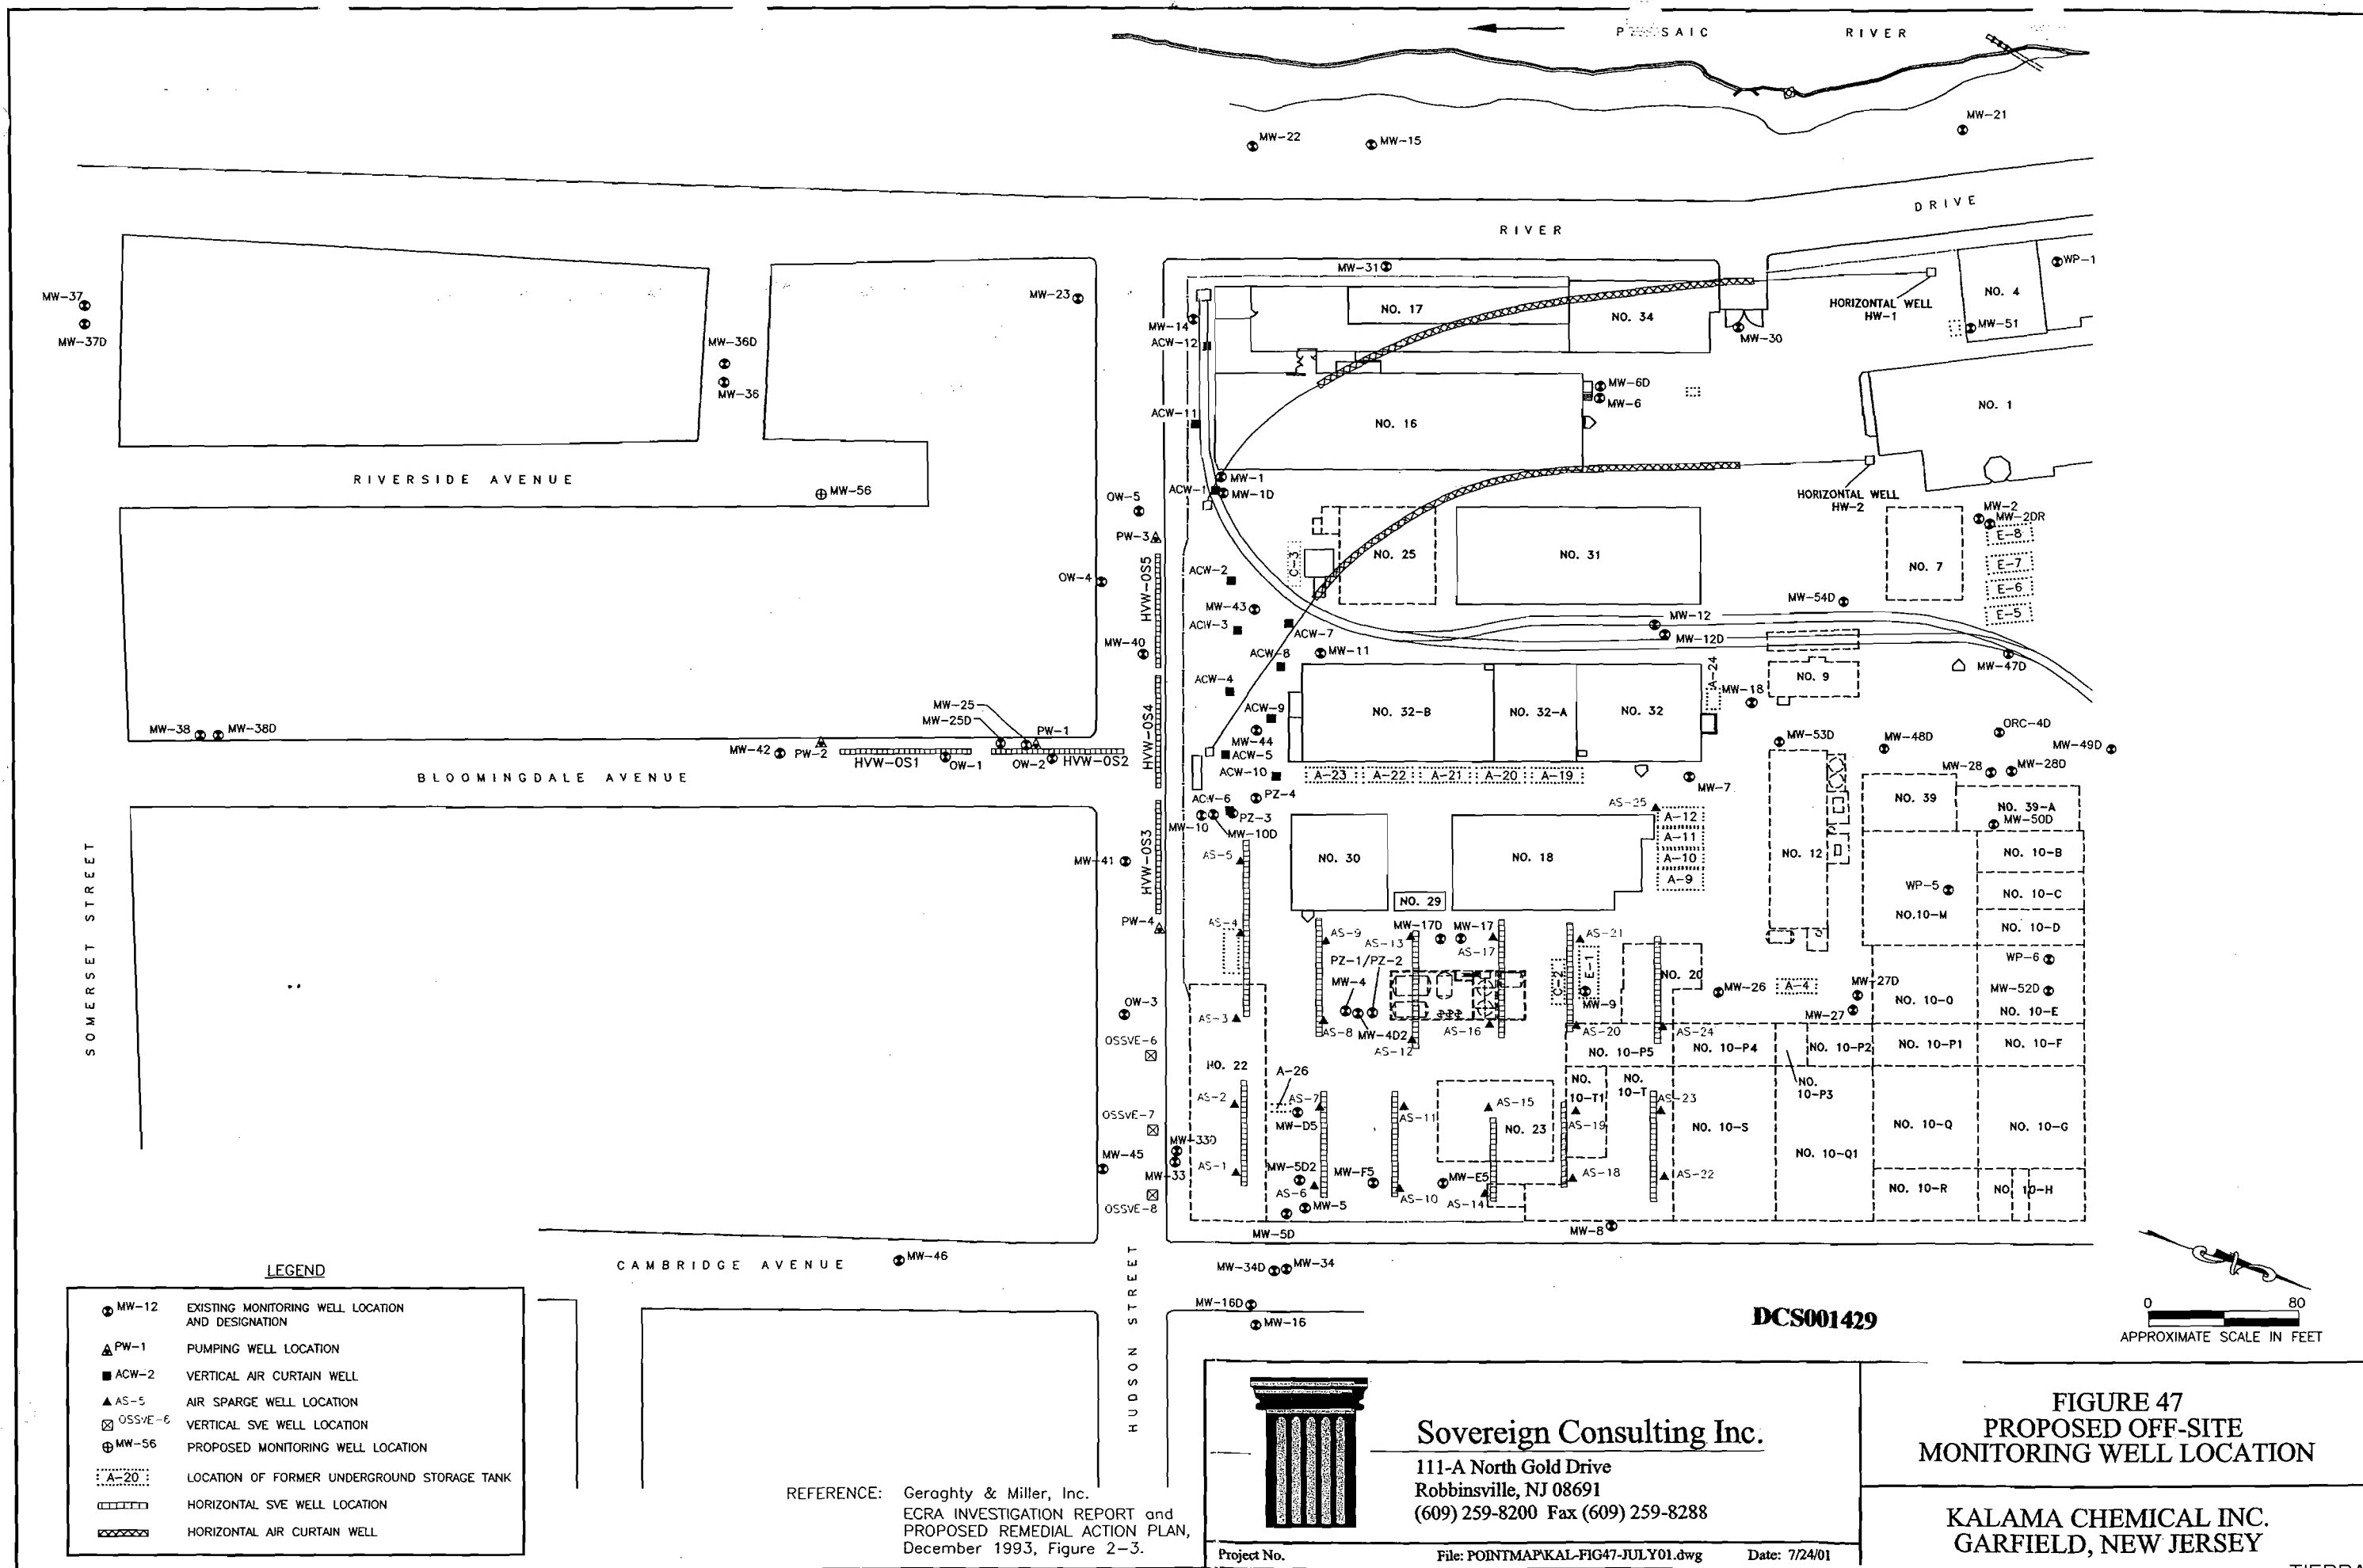 RIVER
MW-22
MW-15
MW-21
RIVER
DRIVE
MW-37
MW-37D
MW-36D
MW-36
MW-23
MW-31
MW-14
ACW-12
ACW-11
NO. 17
NO. 34
MW-30
HORIZONTAL WELL
HW-1
NO. 4
WP-1
MW-51
MW-6D
MW-6
NO. 16
NO. 1
RIVERSIDE AVENUE
MW-56
OW-5
ACW-1
MW-1
MW-1D
HORIZONTAL WELL
HW-2
MW-2
MW-2DR
E-8
E-7
E-6
E-5
PW-3
OW-4
HVW-OS5
ACW-2
C-3
NO. 25
NO. 31
NO. 7
MW-43
ACW-3
ACW-7
MW-54D
MW-12
MW-12D
MW-40
ACW-8
MW-11
A-24
NO. 9
MW-47D
ACW-4
MW-18
MW-25
MW-25D
PW-1
HVW-OS4
ACW-9
MW-44
NO. 32-B
NO. 32-A
NO. 32
MW-53D
ORC-4D
MW-48D
MW-49D
MW-38
MW-38D
MW-42
PW-2
HVW-OS1
OW-1
OW-2
HVW-OS2
ACW-5
ACW-10
A-23
A-22
A-21
A-20
A-19
MW-7
MW-28
MW-28D
BLOOMINGDALE AVENUE
ACW-6
PZ-4
PZ-3
MW-10
MW-10D
AS-25
A-12
A-11
A-10
A-9
NO. 39
NO. 39-A
MW-50D
MW-41
HVW-OS3
AS-5
NO. 30
NO. 18
NO. 12
NO. 10-B
WP-5
NO. 10-C
NO.10-M
NO. 10-D
NO. 29
PW-4
AS-4
AS-9
MW-17D
MW-17
AS-13
AS-17
AS-21
PZ-1/PZ-2
MW-4
MW-4D2
C-2
E-1
MW-9
NO. 20
MW-26
A-4
MW-27D
MW-27
WP-6
MW-52D
NO. 10-O
NO. 10-E
SOMERSET STREET
OW-3
AS-3
AS-8
AS-12
AS-16
AS-20
AS-24
OSSVE-6
NO. 22
NO. 10-P5
NO. 10-P4
NO. 10-P2
NO. 10-P1
NO. 10-F
A-26
AS-2
AS-7
MW-D5
AS-11
AS-15
NO. 23
NO.
10-T1
NO.
10-T
AS-23
NO.
10-P3
AS-19
OSSVE-7
MW-33D
MW-45
MW-33
AS-1
MW-5D2
AS-6
MW-5
MW-F5
AS-10
MW-E5
AS-14
AS-18
AS-22
NO. 10-S
NO. 10-Q1
NO. 10-Q
NO. 10-G
NO. 10-R
NO. 10-H
OSSVE-8
MW-5D
MW-8
CAMBRIDGE AVENUE
MW-46
HUDSON STREET
MW-34D
MW-34
MW-16D
MW-16
DCS001429
0 80
APPROXIMATE SCALE IN FEET
LEGEND
MW-12 EXISTING MONITORING WELL LOCATION
AND DESIGNATION
PW-1 PUMPING WELL LOCATION
ACW-2 VERTICAL AIR CURTAIN WELL
AS-5 AIR SPARGE WELL LOCATION
OSSVE-6 VERTICAL SVE WELL LOCATION
MW-56 PROPOSED MONITORING WELL LOCATION
A-20 LOCATION OF FORMER UNDERGROUND STORAGE TANK
HORIZONTAL SVE WELL LOCATION
HORIZONTAL AIR CURTAIN WELL
REFERENCE: Geraghty & Miller, Inc.
ECRA INVESTIGATION REPORT and
PROPOSED REMEDIAL ACTION PLAN,
December 1993, Figure 2-3.
Sovereign Consulting Inc.
111-A North Gold Drive
Robbinsville, NJ 08691
(609) 259-8200 Fax (609) 259-8288
Project No. File: POINTMAP\KAL-FIG47-JULY01.dwg Date: 7/24/01
FIGURE 47
PROPOSED OFF-SITE
MONITORING WELL LOCATION
KALAMA CHEMICAL INC.
GARFIELD, NEW JERSEY